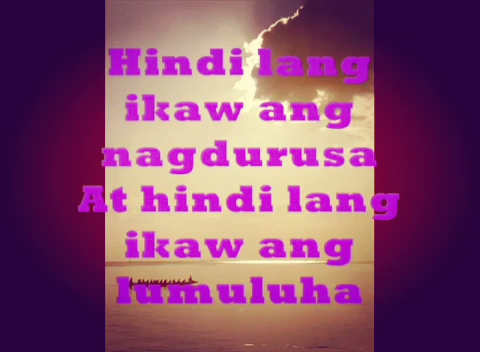 Hindi lang
ikaw ang
nagdurusa
At hindi lang
ikaw ang
lumuluha